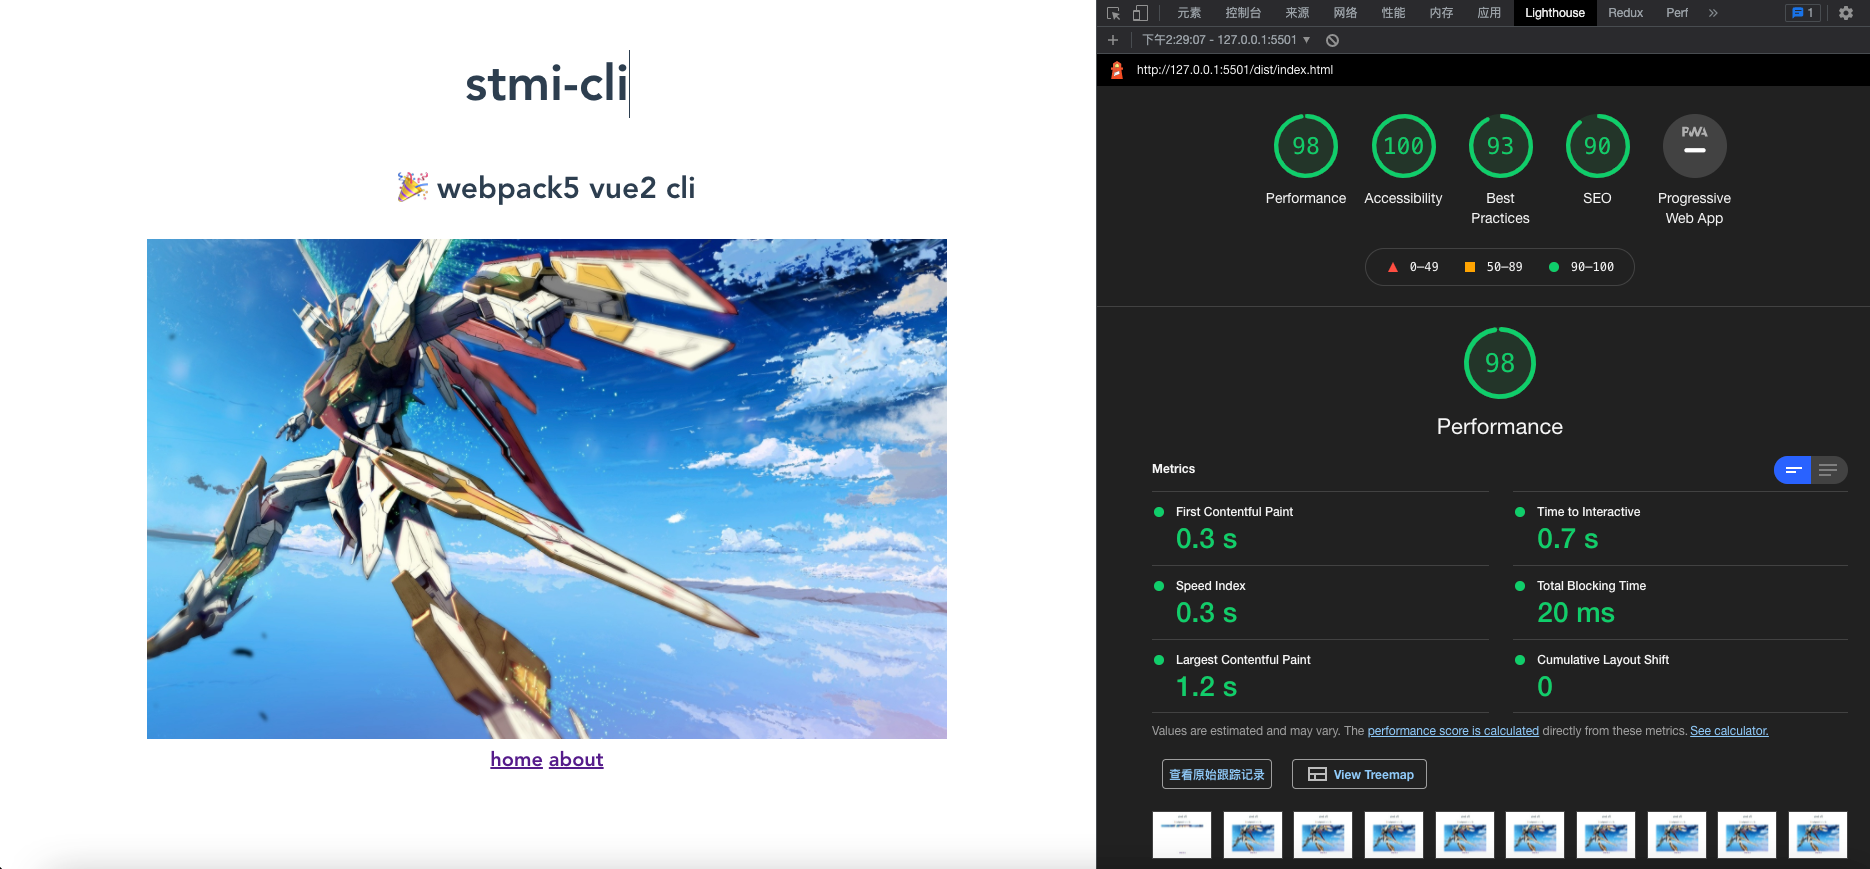 stmi-cli
🎉 webpack5 vue2 cli
home about
元素 控制台 来源 网络 性能 内存 应用 Lighthouse Redux Perf » 1
+ 下午2:29:07 - 127.0.0.1:5501 ▼
http://127.0.0.1:5501/dist/index.html
98 100 93 90 PWA
Performance Accessibility Best Practices SEO Progressive Web App
0–49 50–89 90–100
98
Performance
Metrics
First Contentful Paint
0.3 s
Time to Interactive
0.7 s
Speed Index
0.3 s
Total Blocking Time
20 ms
Largest Contentful Paint
1.2 s
Cumulative Layout Shift
0
Values are estimated and may vary. The performance score is calculated directly from these metrics. See calculator.
查看原始跟踪记录 View Treemap